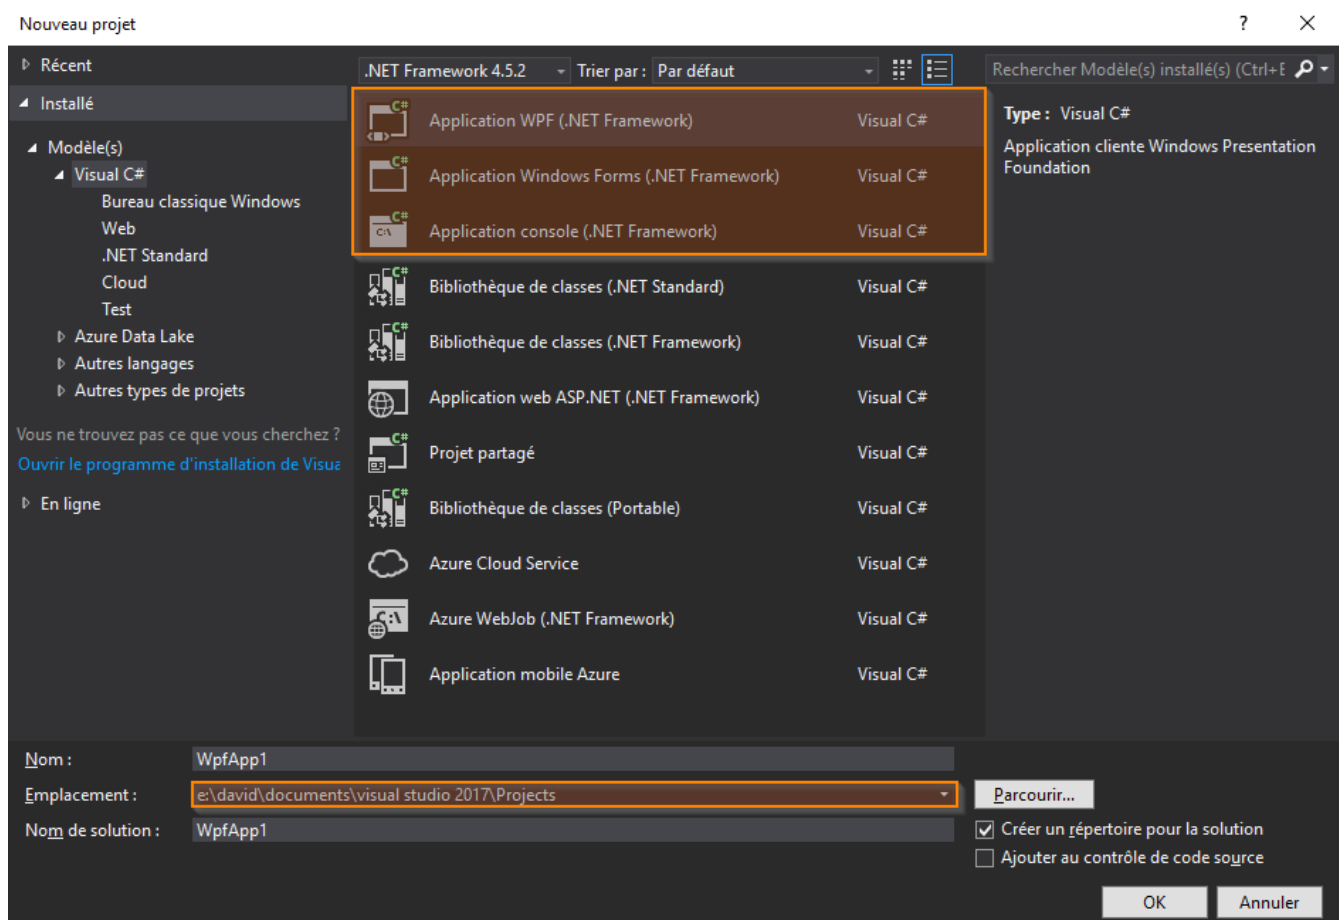 Nouveau projet
?
Récent
.NET Framework 4.5.2
Trier par :
Par défaut
Rechercher Modèle(s) installé(s) (Ctrl+E
Installé
Modèle(s)
Visual C#
Bureau classique Windows
Web
.NET Standard
Cloud
Test
Azure Data Lake
Autres langages
Autres types de projets
Vous ne trouvez pas ce que vous cherchez ?
Ouvrir le programme d'installation de Visua
En ligne
C# Application WPF (.NET Framework) Visual C#
C# Application Windows Forms (.NET Framework) Visual C#
C# C:\ Application console (.NET Framework) Visual C#
C# Bibliothèque de classes (.NET Standard) Visual C#
C# Bibliothèque de classes (.NET Framework) Visual C#
Application web ASP.NET (.NET Framework) Visual C#
C# Projet partagé Visual C#
C# Bibliothèque de classes (Portable) Visual C#
Azure Cloud Service Visual C#
C:\ Azure WebJob (.NET Framework) Visual C#
Application mobile Azure Visual C#
Type : Visual C#
Application cliente Windows Presentation
Foundation
Nom : WpfApp1
Emplacement : e:\david\documents\visual studio 2017\Projects
Parcourir...
Nom de solution : WpfApp1
Créer un répertoire pour la solution
Ajouter au contrôle de code source
OK
Annuler